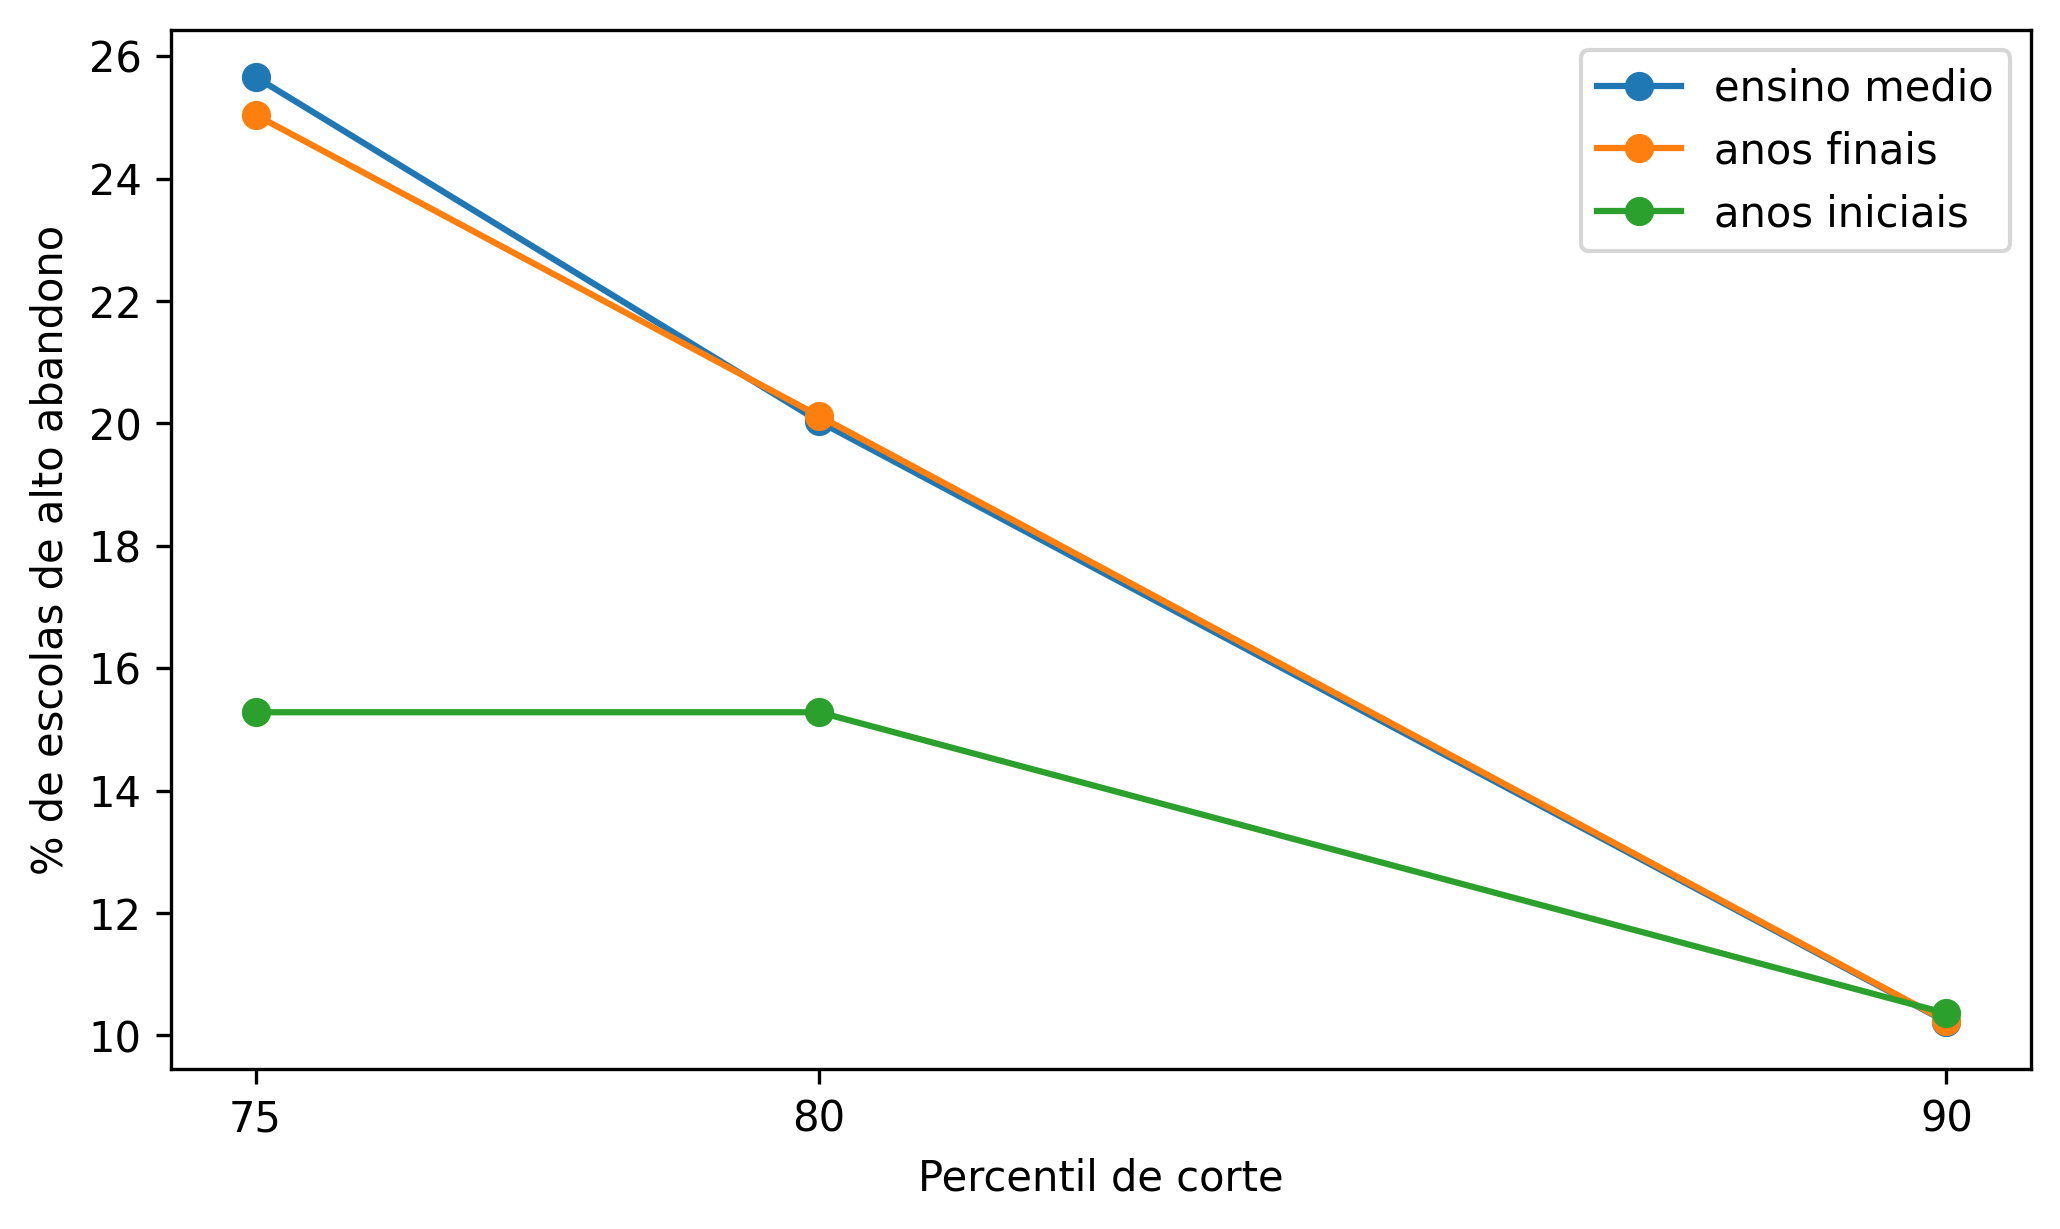 26
24
22
20
18
16
14
12
10
% de escolas de alto abandono
ensino medio
anos finais
anos iniciais
75 80 90
Percentil de corte